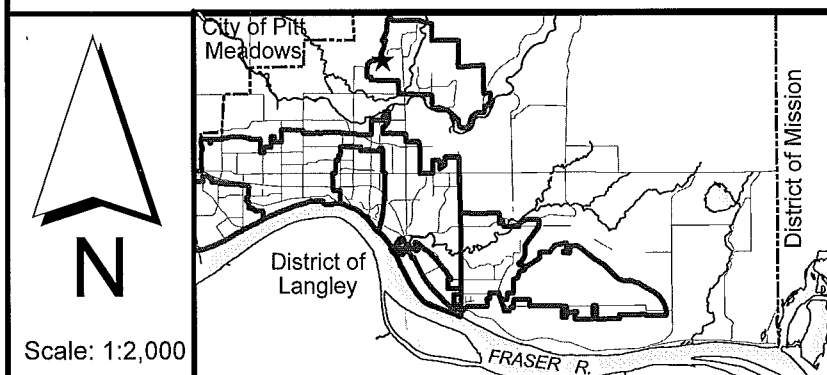 City of Pitt
Meadows
District of Mission
District of
Langley
N
Scale: 1:2,000
FRASER R.